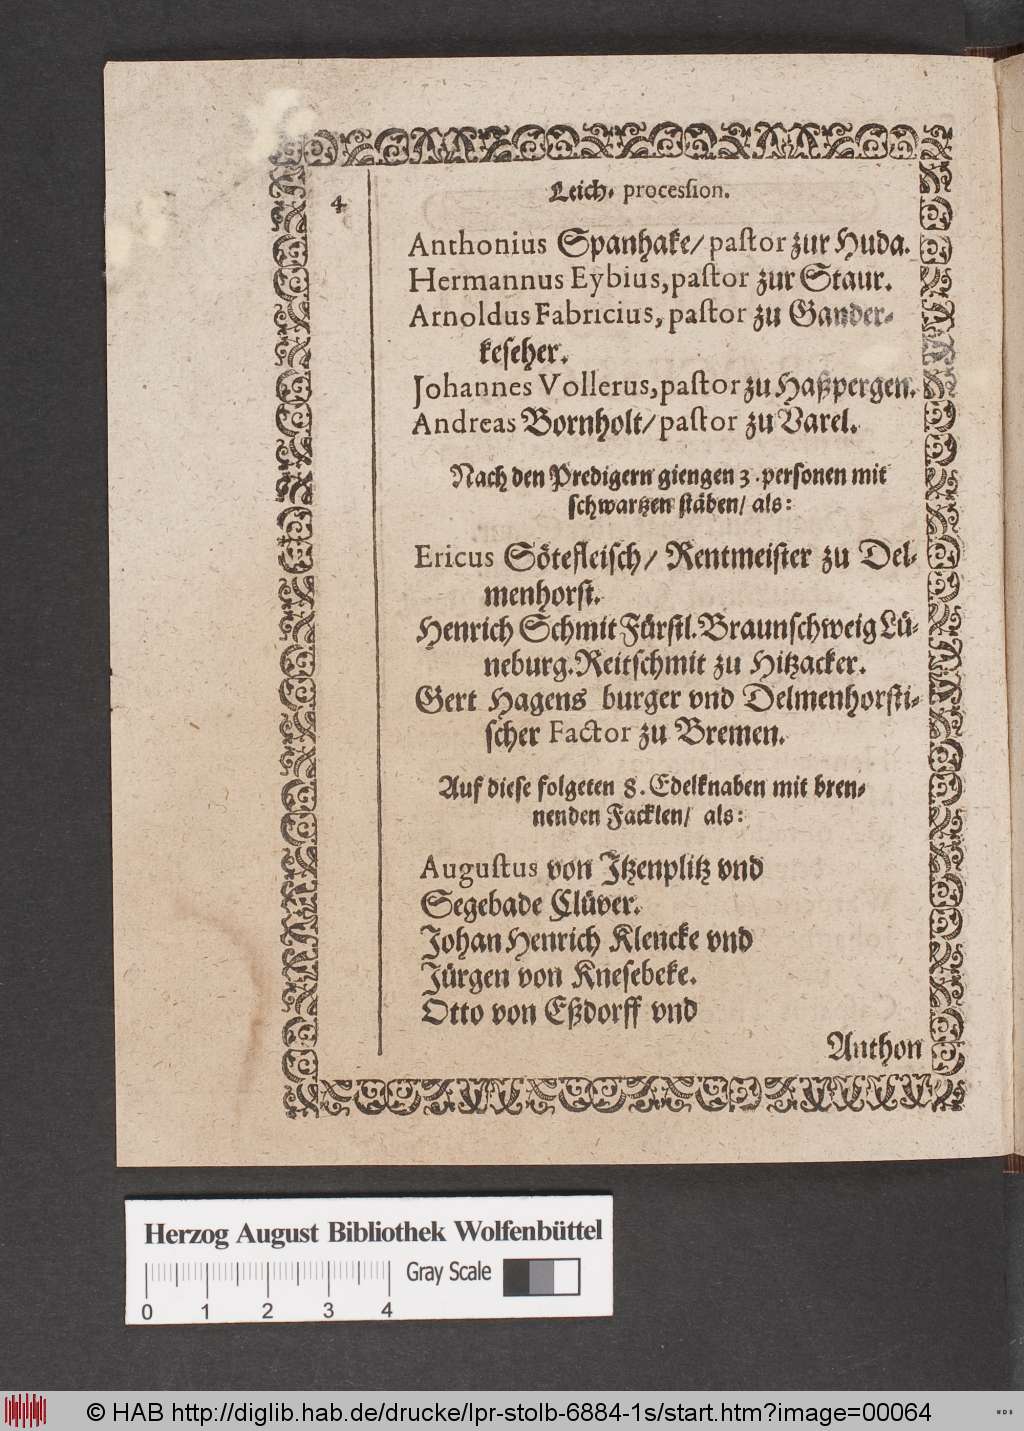 4
Leich- procession.
Anthonius Spanhake/ pastor zur Huda.
Hermannus Eybius, pastor zur Staur.
Arnoldus Fabricius, pastor zu Gander-
keseher.
Johannes Vollerus, pastor zu Haßpergen.
Andreas Bornholt/ pastor zu Varel.
Nach den Predigern giengen 3. personen mit
schwartzen stäben/ als:
Ericus Sötefleisch/ Rentmeister zu Del-
menhorst.
Henrich Schmit Fürstl. Braunschweig Lü-
neburg. Reitschmit zu Hitzacker.
Gert Hagens burger vnd Delmenhorsti-
scher Factor zu Bremen.
Auf diese folgeten 8. Edelknaben mit bren-
nenden Facklen/ als:
Augustus von Itzenplitz vnd
Segebade Clüver.
Johan Henrich Klencke vnd
Jürgen von Knesebeke.
Otto von Eßdorff vnd
Anthon
Herzog August Bibliothek Wolfenbüttel
Gray Scale
0 1 2 3 4
© HAB http://diglib.hab.de/drucke/lpr-stolb-6884-1s/start.htm?image=00064